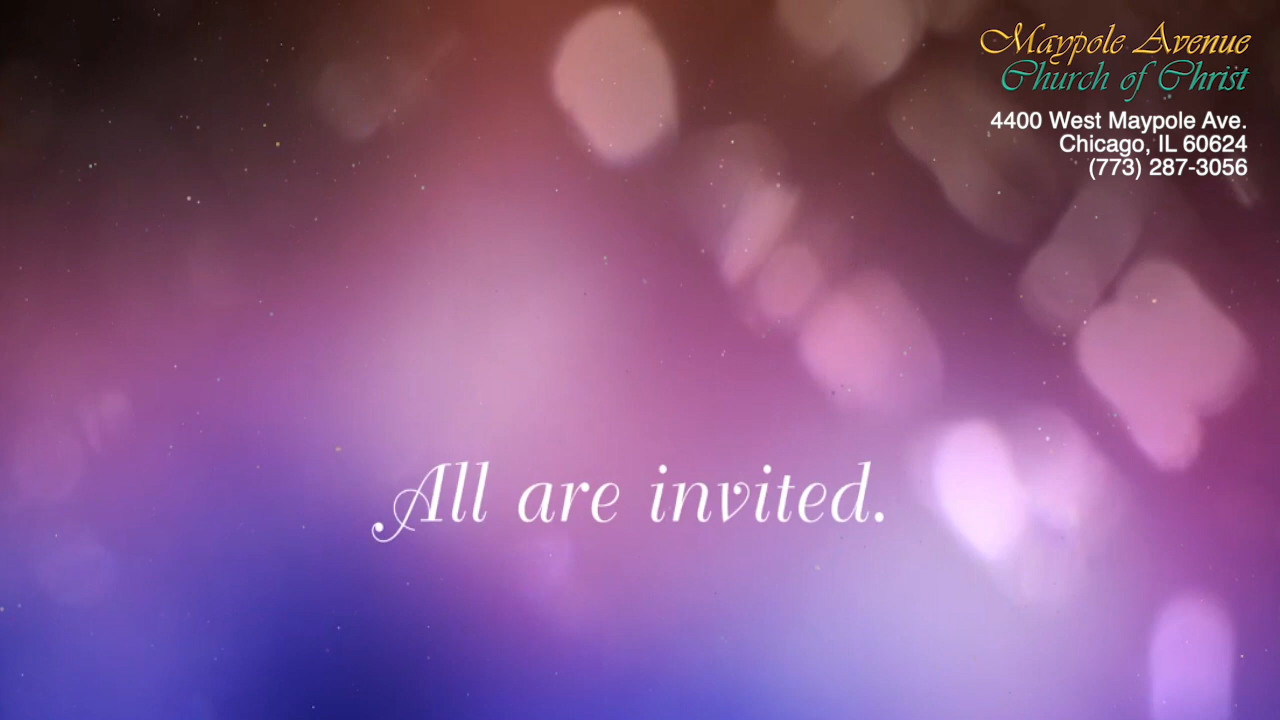 Maypole Avenue
Church of Christ
4400 West Maypole Ave.
Chicago, IL 60624
(773) 287-3056
All are invited.